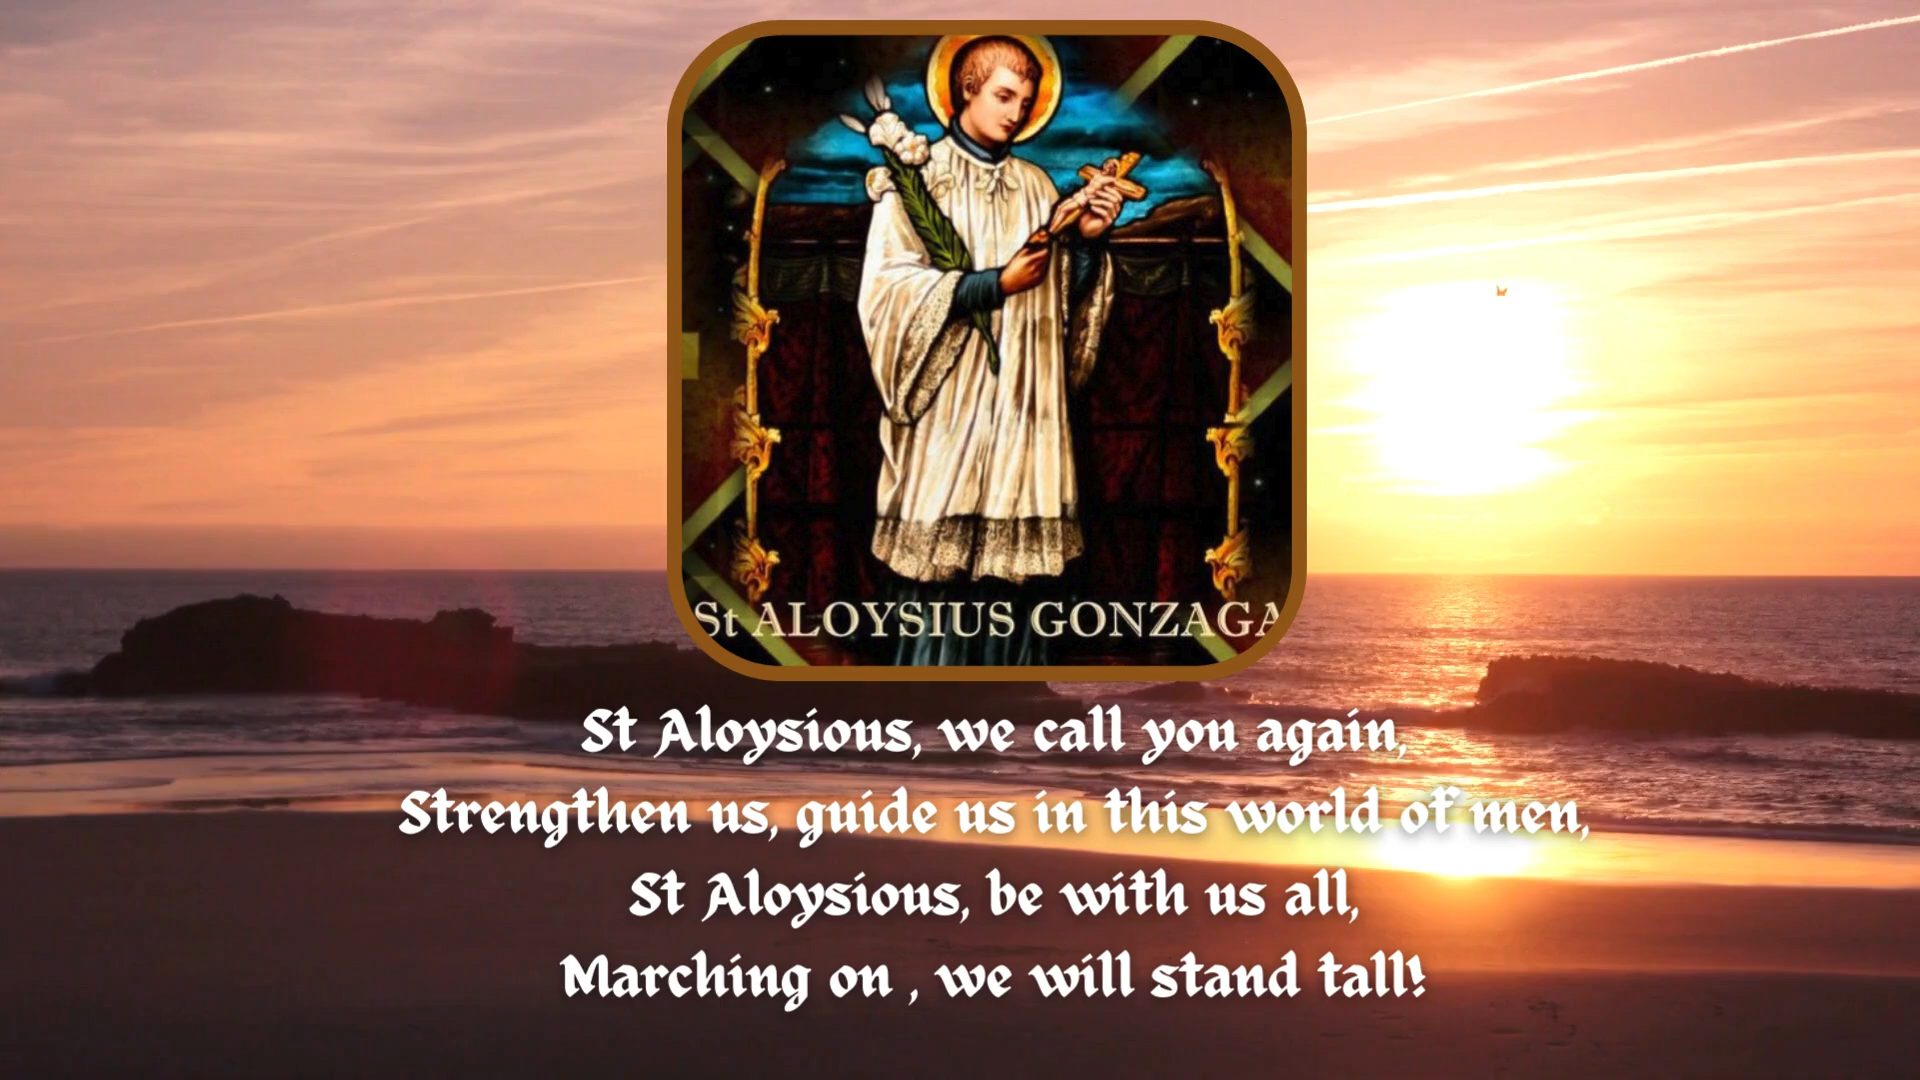 St ALOYSIUS GONZAGA
St Aloysious, we call you again,
Strengthen us, guide us in this world of men,
St Aloysious, be with us all,
Marching on , we will stand tall!